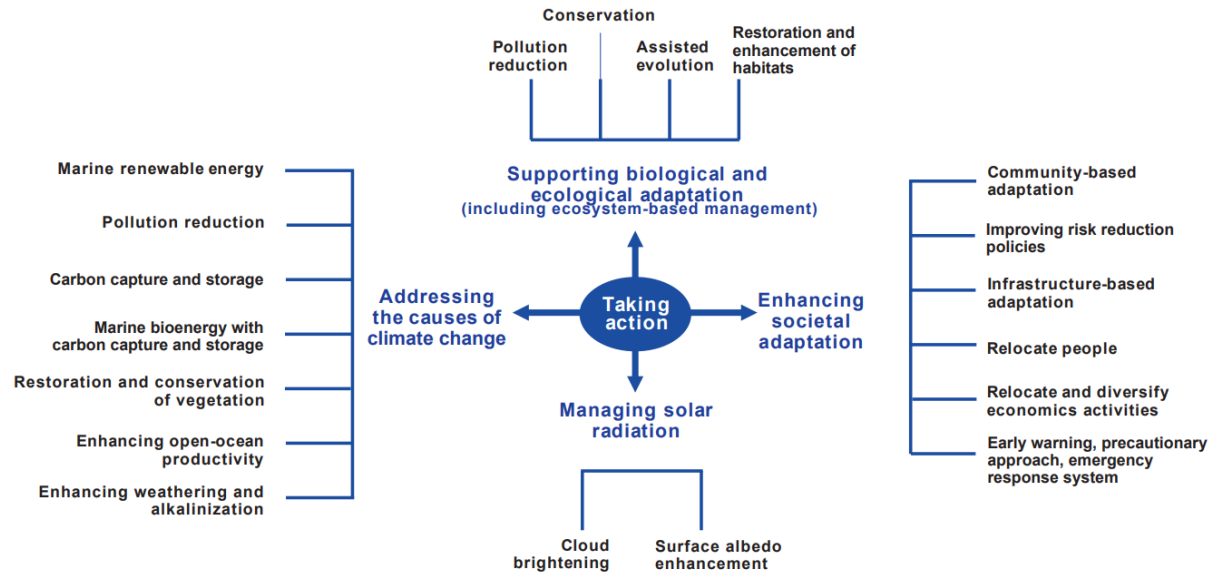 Conservation
Pollution
reduction
Assisted
evolution
Restoration and
enhancement of
habitats
Supporting biological and
ecological adaptation
(including ecosystem-based management)
Marine renewable energy
Pollution reduction
Carbon capture and storage
Marine bioenergy with
carbon capture and storage
Restoration and conservation
of vegetation
Enhancing open-ocean
productivity
Enhancing weathering and
alkalinization
Addressing
the causes of
climate change
Taking
action
Enhancing
societal
adaptation
Community-based
adaptation
Improving risk reduction
policies
Infrastructure-based
adaptation
Relocate people
Relocate and diversify
economics activities
Early warning, precautionary
approach, emergency
response system
Managing solar
radiation
Cloud
brightening
Surface albedo
enhancement